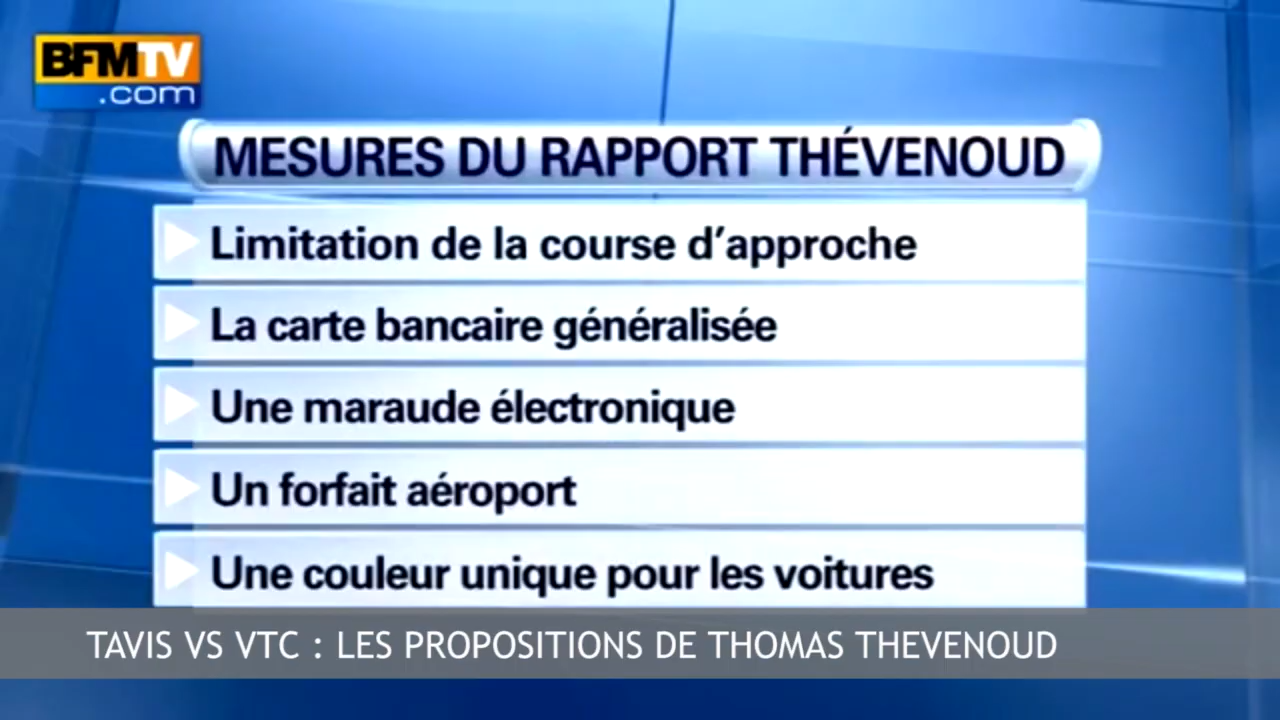 BFMTV
.com
MESURES DU RAPPORT THÉVENOUD
Limitation de la course d'approche
La carte bancaire généralisée
Une maraude électronique
Un forfait aéroport
Une couleur unique pour les voitures
TAVIS VS VTC : LES PROPOSITIONS DE THOMAS THEVENOUD